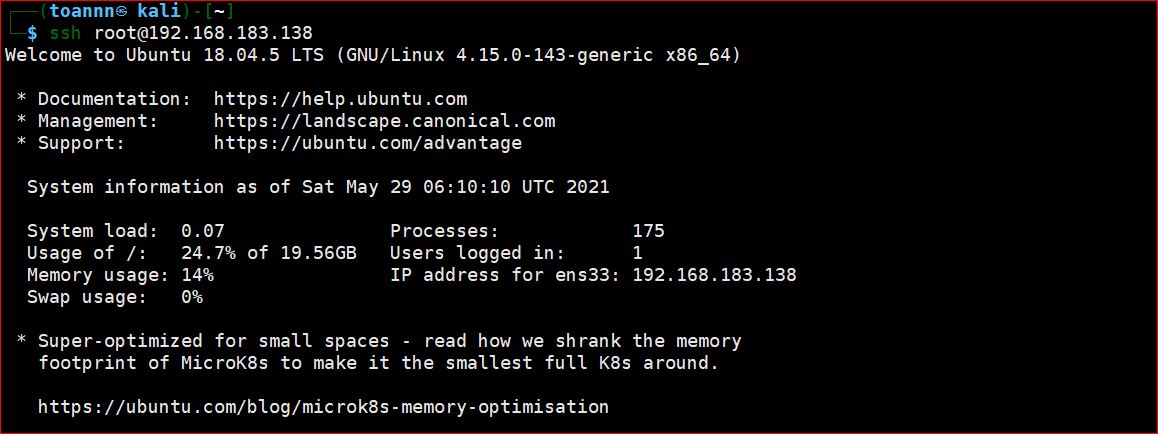 ┌──(toannn㉿kali)-[~]
└─$ ssh root@192.168.183.138
Welcome to Ubuntu 18.04.5 LTS (GNU/Linux 4.15.0-143-generic x86_64)

 * Documentation:  https://help.ubuntu.com
 * Management:     https://landscape.canonical.com
 * Support:        https://ubuntu.com/advantage

  System information as of Sat May 29 06:10:10 UTC 2021

  System load:  0.07               Processes:            175
  Usage of /:   24.7% of 19.56GB   Users logged in:      1
  Memory usage: 14%                IP address for ens33: 192.168.183.138
  Swap usage:   0%

 * Super-optimized for small spaces - read how we shrank the memory
   footprint of MicroK8s to make it the smallest full K8s around.

   https://ubuntu.com/blog/microk8s-memory-optimisation